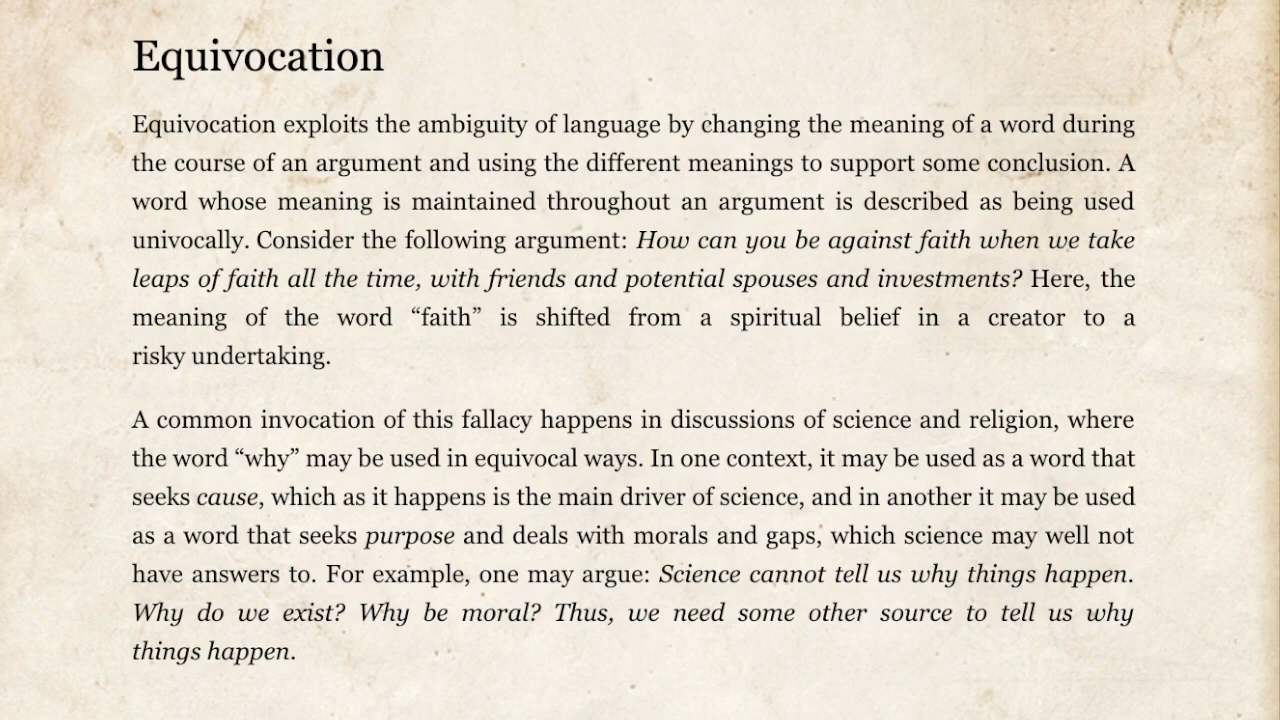 Equivocation
Equivocation exploits the ambiguity of language by changing the meaning of a word during
the course of an argument and using the different meanings to support some conclusion. A
word whose meaning is maintained throughout an argument is described as being used
univocally. Consider the following argument: How can you be against faith when we take
leaps of faith all the time, with friends and potential spouses and investments? Here, the
meaning of the word “faith” is shifted from a spiritual belief in a creator to a
risky undertaking.
A common invocation of this fallacy happens in discussions of science and religion, where
the word “why” may be used in equivocal ways. In one context, it may be used as a word that
seeks cause, which as it happens is the main driver of science, and in another it may be used
as a word that seeks purpose and deals with morals and gaps, which science may well not
have answers to. For example, one may argue: Science cannot tell us why things happen.
Why do we exist? Why be moral? Thus, we need some other source to tell us why
things happen.